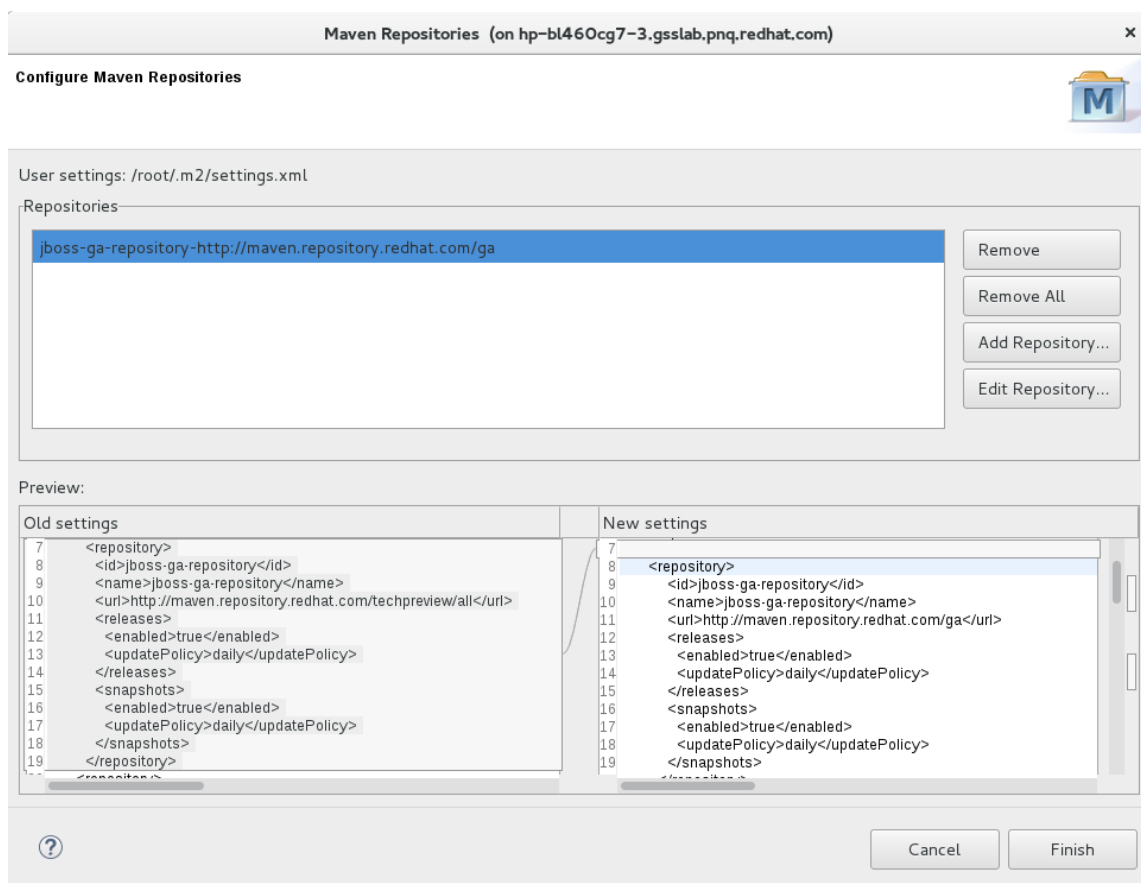 Maven Repositories (on hp-bl460cg7-3.gsslab.pnq.redhat.com)
×
Configure Maven Repositories
M
User settings: /root/.m2/settings.xml
Repositories
jboss-ga-repository-http://maven.repository.redhat.com/ga
Remove
Remove All
Add Repository...
Edit Repository...
Preview:
Old settings
7 <repository>
8 <id>jboss-ga-repository</id>
9 <name>jboss-ga-repository</name>
10 <url>http://maven.repository.redhat.com/techpreview/all</url>
11 <releases>
12 <enabled>true</enabled>
13 <updatePolicy>daily</updatePolicy>
14 </releases>
15 <snapshots>
16 <enabled>true</enabled>
17 <updatePolicy>daily</updatePolicy>
18 </snapshots>
19 </repository>
<repository>
New settings
7
8 <repository>
9 <id>jboss-ga-repository</id>
10 <name>jboss-ga-repository</name>
11 <url>http://maven.repository.redhat.com/ga</url>
12 <releases>
13 <enabled>true</enabled>
14 <updatePolicy>daily</updatePolicy>
15 </releases>
16 <snapshots>
17 <enabled>true</enabled>
18 <updatePolicy>daily</updatePolicy>
19 </snapshots>
</repository>
?
Cancel
Finish